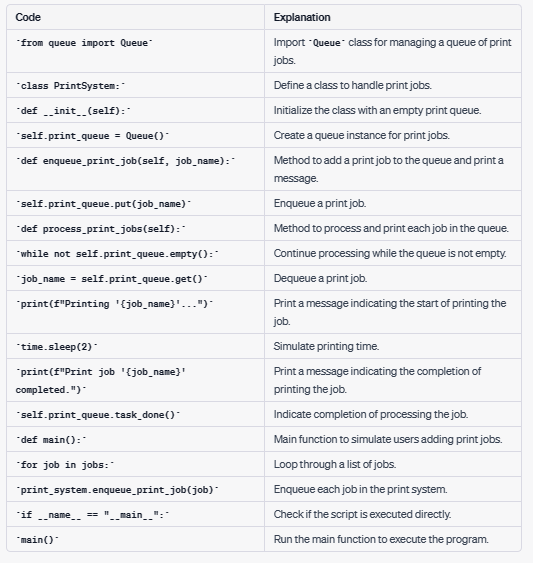 Code Explanation
`from queue import Queue` Import `Queue` class for managing a queue of print
jobs.
`class PrintSystem:` Define a class to handle print jobs.
`def __init__(self):` Initialize the class with an empty print queue.
`self.print_queue = Queue()` Create a queue instance for print jobs.
`def enqueue_print_job(self, job_name):` Method to add a print job to the queue and print a
message.
`self.print_queue.put(job_name)` Enqueue a print job.
`def process_print_jobs(self):` Method to process and print each job in the queue.
`while not self.print_queue.empty():` Continue processing while the queue is not empty.
`job_name = self.print_queue.get()` Dequeue a print job.
`print(f"Printing '{job_name}'...")` Print a message indicating the start of printing the
job.
`time.sleep(2)` Simulate printing time.
`print(f"Print job '{job_name}' Print a message indicating the completion of
completed.")` printing the job.
`self.print_queue.task_done()` Indicate completion of processing the job.
`def main():` Main function to simulate users adding print jobs.
`for job in jobs:` Loop through a list of jobs.
`print_system.enqueue_print_job(job)` Enqueue each job in the print system.
`if __name__ == "__main__":` Check if the script is executed directly.
`main()` Run the main function to execute the program.